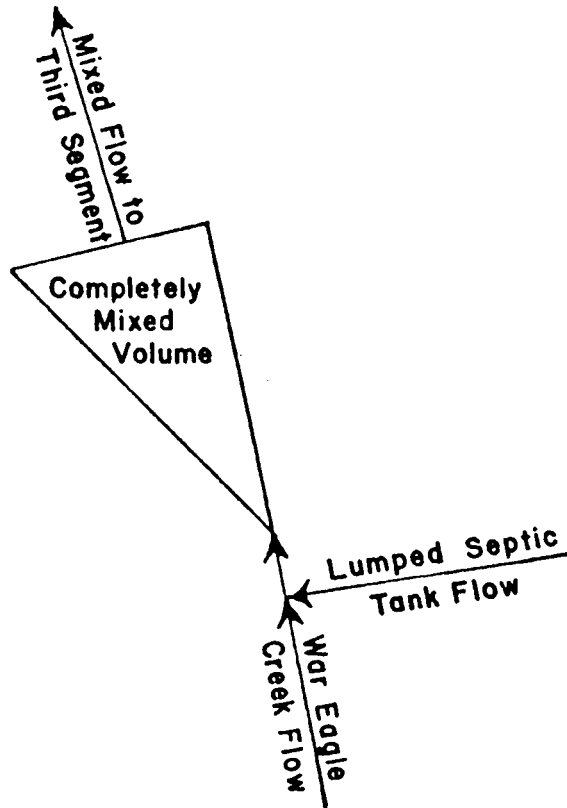 Mixed Flow to
Third Segment
Completely
Mixed
Volume
Lumped Septic
Tank Flow
War Eagle
Creek Flow